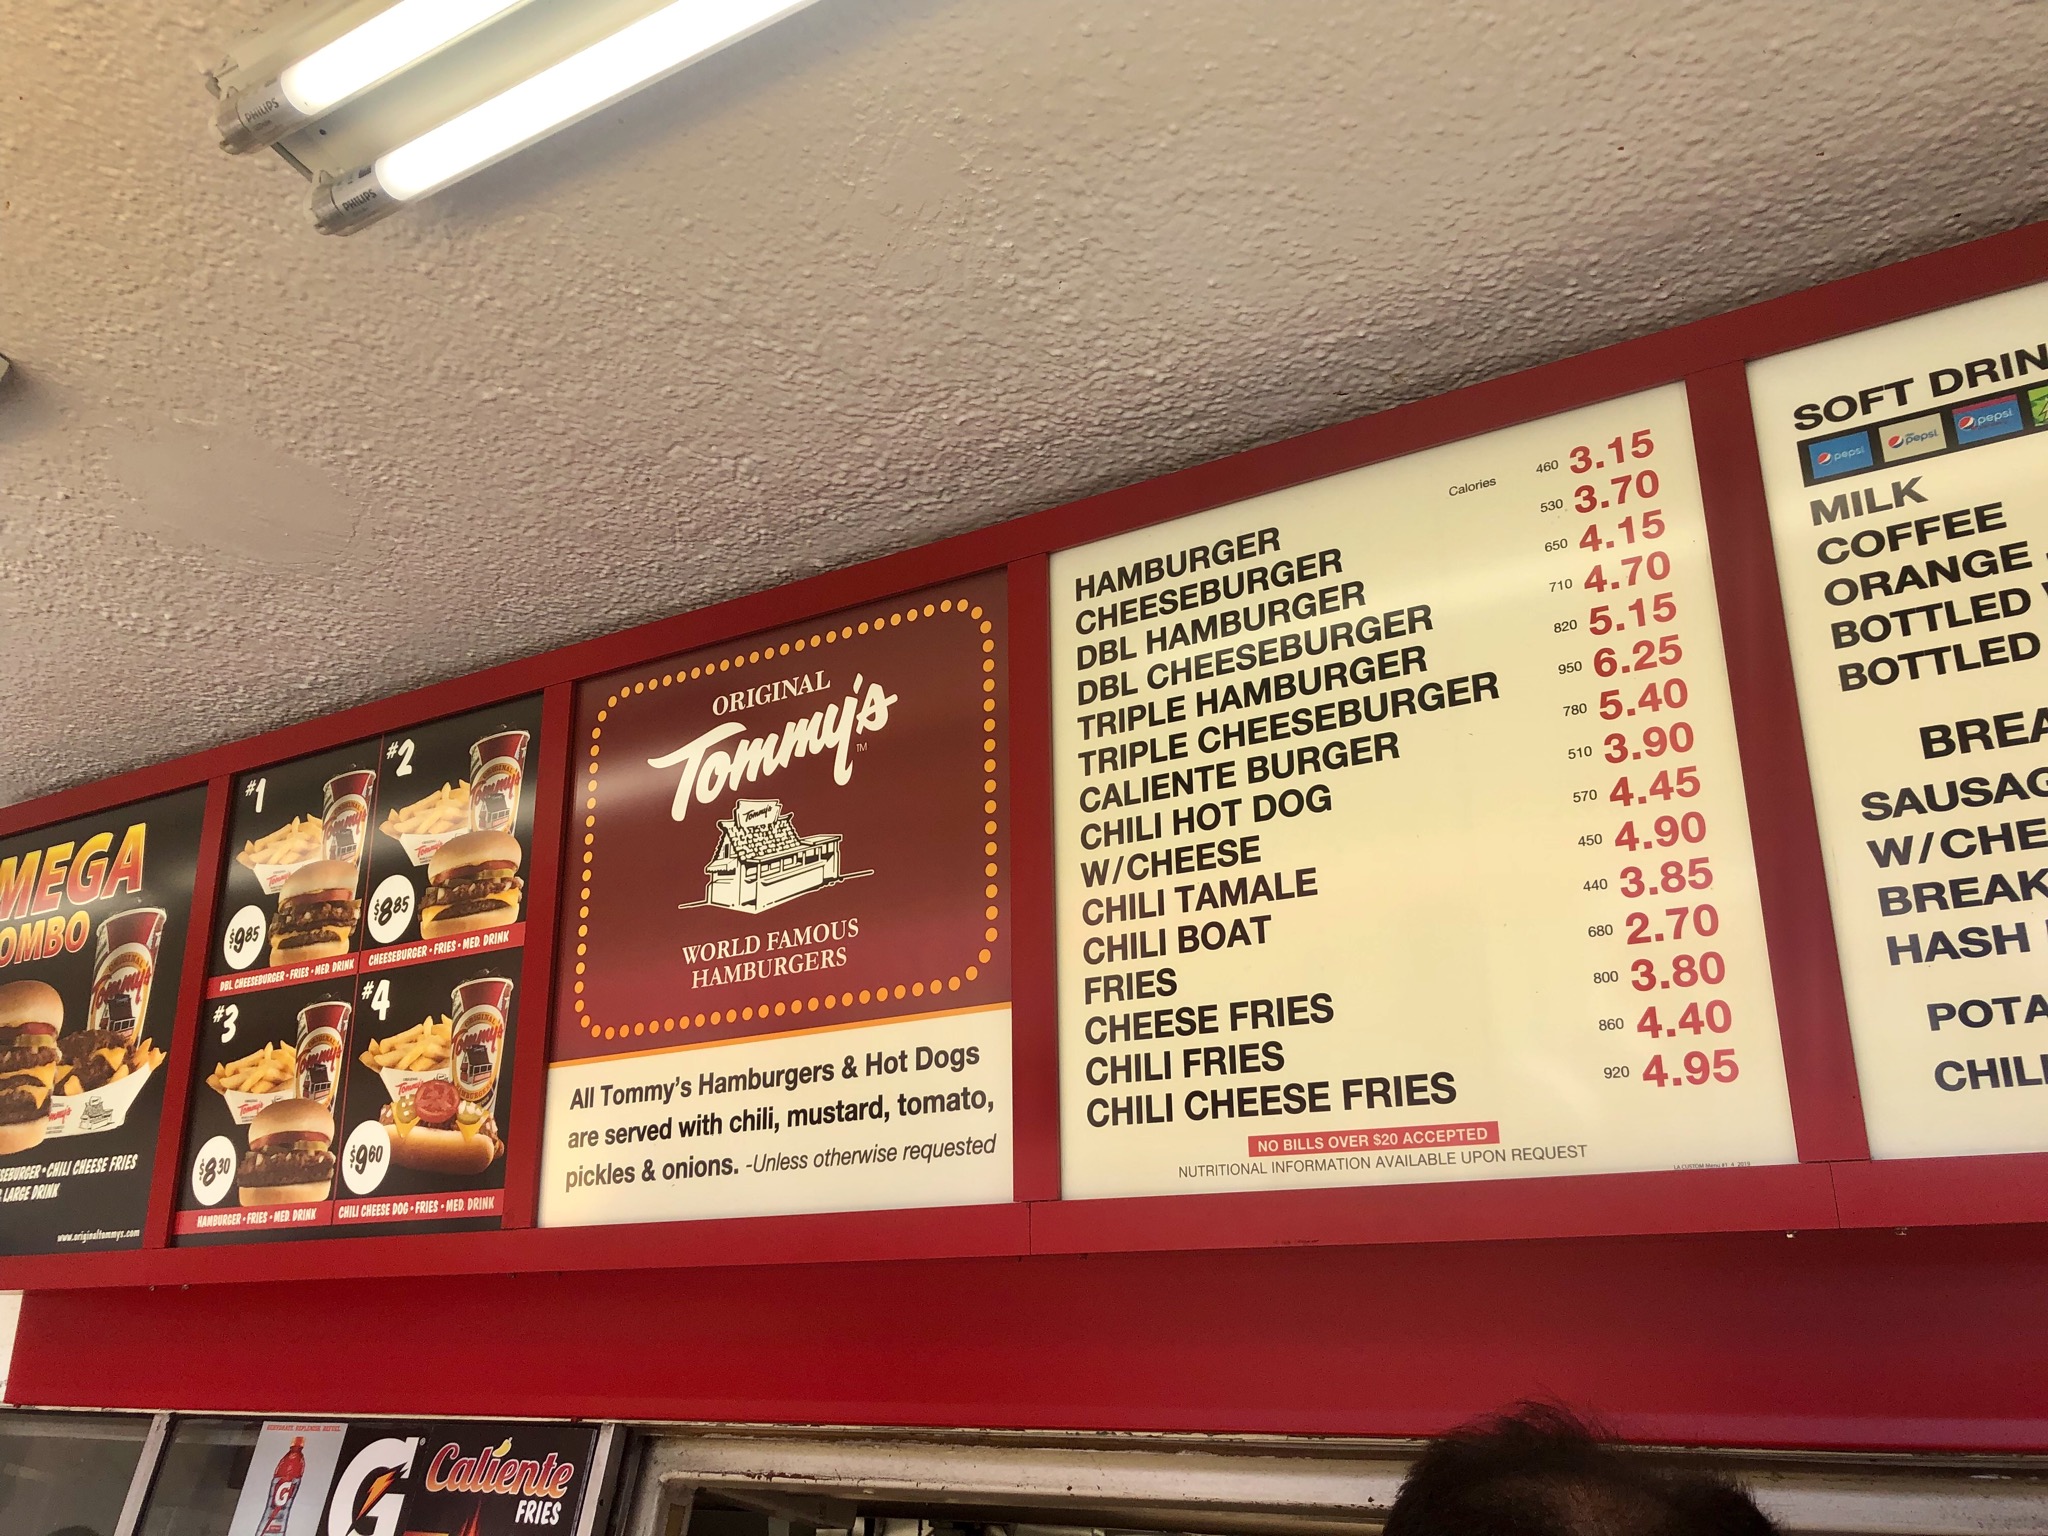 PHILIPS
PHILIPS
MEGA
OMBO
SEBURGER • CHILI CHEESE FRIES
LARGE DRINK
www.originaltommys.com
#1
$9.85
DBL CHEESEBURGER • FRIES • MED. DRINK
#2
$8.85
CHEESEBURGER • FRIES • MED. DRINK
#3
$8.30
HAMBURGER • FRIES • MED. DRINK
#4
$9.60
CHILI CHEESE DOG • FRIES • MED. DRINK
ORIGINAL
Tommy's TM
Tommy's
WORLD FAMOUS
HAMBURGERS
All Tommy's Hamburgers & Hot Dogs
are served with chili, mustard, tomato,
pickles & onions. -Unless otherwise requested
Calories
HAMBURGER 460 3.15
CHEESEBURGER 530 3.70
DBL HAMBURGER 650 4.15
DBL CHEESEBURGER 710 4.70
TRIPLE HAMBURGER 820 5.15
TRIPLE CHEESEBURGER 950 6.25
CALIENTE BURGER 780 5.40
CHILI HOT DOG 510 3.90
W/CHEESE 570 4.45
CHILI TAMALE 450 4.90
CHILI BOAT 440 3.85
FRIES 680 2.70
CHEESE FRIES 800 3.80
CHILI FRIES 860 4.40
CHILI CHEESE FRIES 920 4.95
NO BILLS OVER $20 ACCEPTED
NUTRITIONAL INFORMATION AVAILABLE UPON REQUEST
SOFT DRIN
pepsi pepsi pepsi
MILK
COFFEE
ORANGE
BOTTLED
BOTTLED
BREA
SAUSAG
W/CHE
BREAK
HASH
POTA
CHILI
G
G
Caliente
FRIES